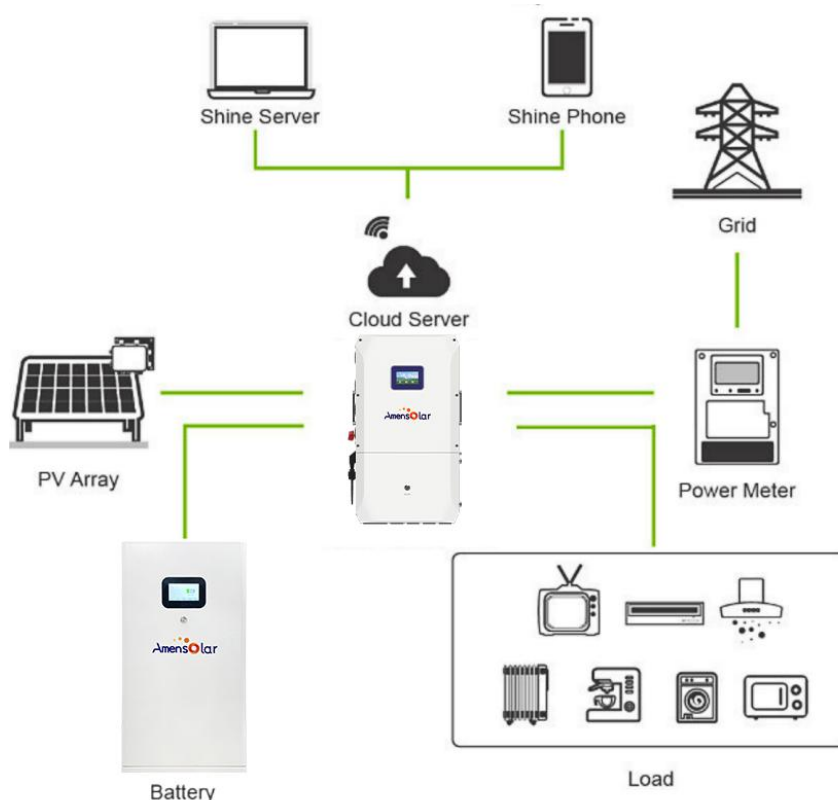 Shine Server
Shine Phone
Grid
Cloud Server
AmensOlar
PV Array
Power Meter
AmensOlar
Battery
Load